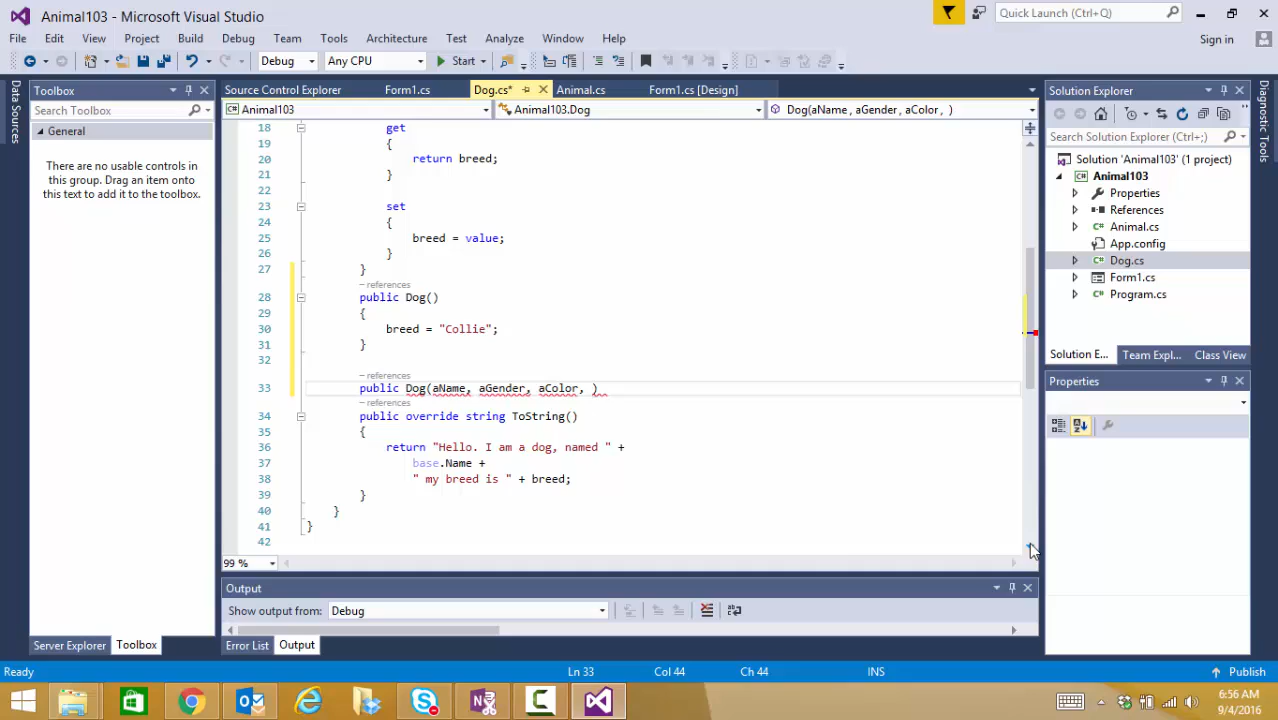 Animal103 - Microsoft Visual Studio
Quick Launch (Ctrl+Q)
File Edit View Project Build Debug Team Tools Architecture Test Analyze Window Help
Sign in
Debug Any CPU Start
Data Sources
Toolbox
Search Toolbox
General
There are no usable controls in
this group. Drag an item onto
this text to add it to the toolbox.
Server Explorer Toolbox
Source Control Explorer Form1.cs Dog.cs* Animal.cs Form1.cs [Design]
Animal103 Animal103.Dog Dog(aName, aGender, aColor, )
18 get
19 {
20 return breed;
21 }
22
23 set
24 {
25 breed = value;
26 }
27 }
– references
28 public Dog()
29 {
30 breed = "Collie";
31 }
32
– references
33 public Dog(aName, aGender, aColor, )
– references
34 public override string ToString()
35 {
36 return "Hello. I am a dog, named " +
37 base.Name +
38 " my breed is " + breed;
39 }
40 }
41 }
42
99 %
Output
Show output from: Debug
Error List Output
Solution Explorer
Search Solution Explorer (Ctrl+;)
Solution 'Animal103' (1 project)
Animal103
Properties
References
Animal.cs
App.config
Dog.cs
Form1.cs
Program.cs
Solution E... Team Expl... Class View
Properties
Diagnostic Tools
Ready Ln 33 Col 44 Ch 44 INS Publish
6:56 AM
9/4/2016